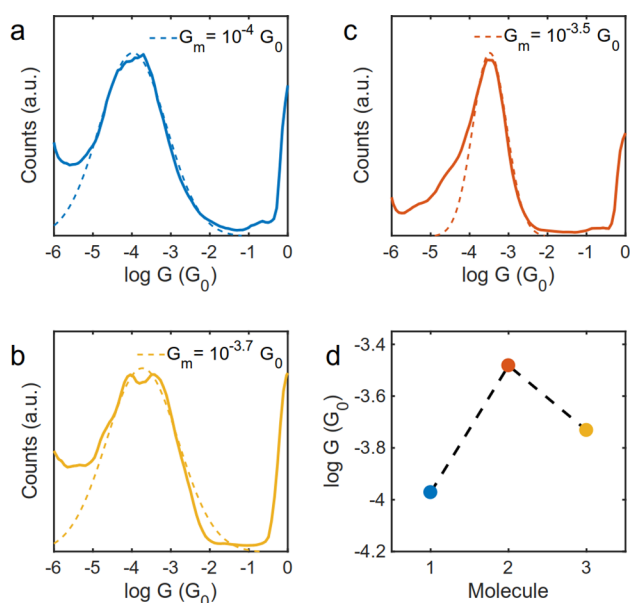 a
G_m = 10^-4 G_0
Counts (a.u.)
-6 -5 -4 -3 -2 -1 0
log G (G_0)
c
G_m = 10^-3.5 G_0
Counts (a.u.)
-6 -5 -4 -3 -2 -1 0
log G (G_0)
b
G_m = 10^-3.7 G_0
Counts (a.u.)
-6 -5 -4 -3 -2 -1 0
log G (G_0)
d
log G (G_0)
-3.4
-3.6
-3.8
-4
-4.2
1 2 3
Molecule